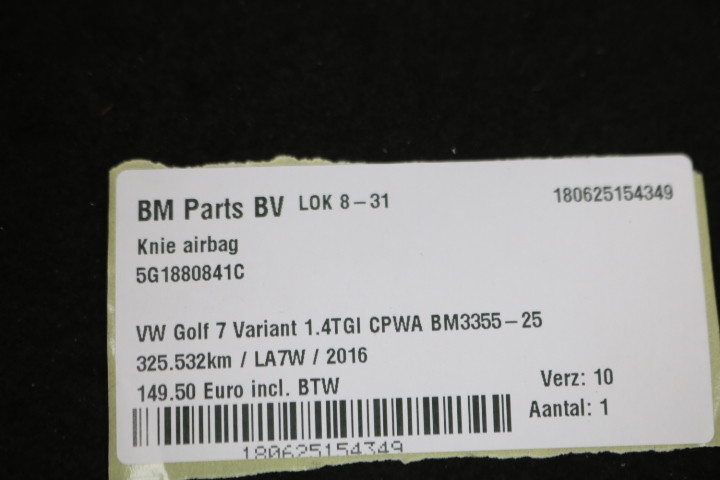 BM Parts BV LOK 8-31 180625154349
Knie airbag
5G1880841C
VW Golf 7 Variant 1.4TGI CPWA BM3355-25
325.532km / LA7W / 2016
149.50 Euro incl. BTW Verz: 10
Aantal: 1
180625154349